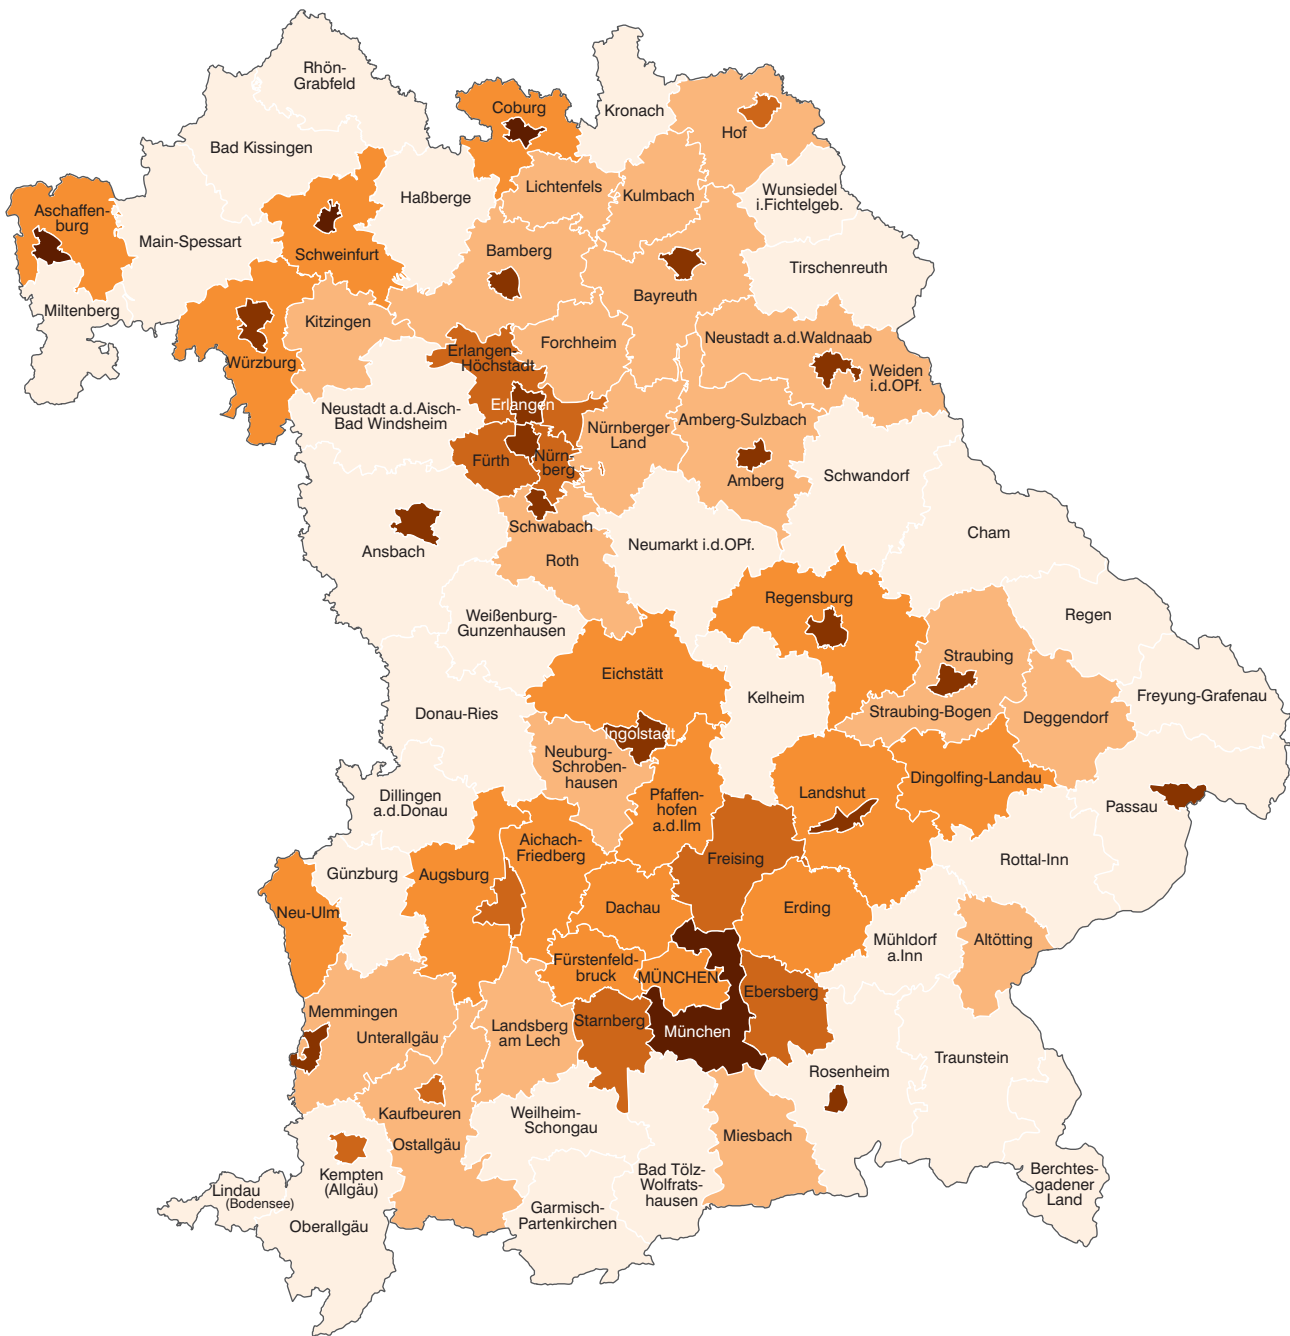 Rhön-
Grabfeld
Coburg
Kronach
Hof
Bad Kissingen
Lichtenfels
Kulmbach
Wunsiedel
i.Fichtelgeb.
Haßberge
Aschaffen-
burg
Main-Spessart
Schweinfurt
Bamberg
Tirschenreuth
Bayreuth
Miltenberg
Kitzingen
Neustadt a.d.Waldnaab
Forchheim
Erlangen-
Höchstadt
Würzburg
Weiden
i.d.OPf.
Erlangen
Neustadt a.d.Aisch-
Bad Windsheim
Nürnberger
Land
Amberg-Sulzbach
Fürth
Nürn-
berg
Schwandorf
Amberg
Schwabach
Cham
Ansbach
Neumarkt i.d.OPf.
Roth
Regensburg
Weißenburg-
Gunzenhausen
Regen
Straubing
Eichstätt
Kelheim
Freyung-Grafenau
Donau-Ries
Straubing-Bogen
Deggendorf
Ingolstadt
Neuburg-
Schroben-
hausen
Dingolfing-Landau
Dillingen
a.d.Donau
Pfaffen-
hofen
a.d.Ilm
Landshut
Passau
Aichach-
Friedberg
Freising
Rottal-Inn
Günzburg
Augsburg
Neu-Ulm
Dachau
Erding
Mühldorf
a.Inn
Altötting
Fürstenfeld-
bruck
MÜNCHEN
Ebersberg
Memmingen
Unterallgäu
Landsberg
am Lech
Starnberg
München
Traunstein
Rosenheim
Kaufbeuren
Weilheim-
Schongau
Ostallgäu
Miesbach
Kempten
(Allgäu)
Bad Tölz-
Wolfrats-
hausen
Berchtes-
gadener
Land
Lindau
(Bodensee)
Garmisch-
Partenkirchen
Oberallgäu